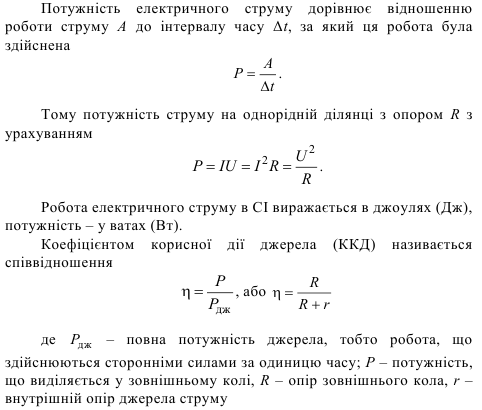 Потужність електричного струму дорівнює відношенню
роботи струму A до інтервалу часу Δt, за який ця робота була
здійснена
P = A/Δt.
Тому потужність струму на однорідній ділянці з опором R з
урахуванням
P = IU = I²R = U²/R.
Робота електричного струму в СІ виражається в джоулях (Дж),
потужність – у ватах (Вт).
Коефіцієнтом корисної дії джерела (ККД) називається
співвідношення
η = P/Pдж, або η = R/(R + r)
де Pдж – повна потужність джерела, тобто робота, що
здійснюються сторонніми силами за одиницю часу; P – потужність,
що виділяється у зовнішньому колі, R – опір зовнішнього кола, r –
внутрішній опір джерела струму